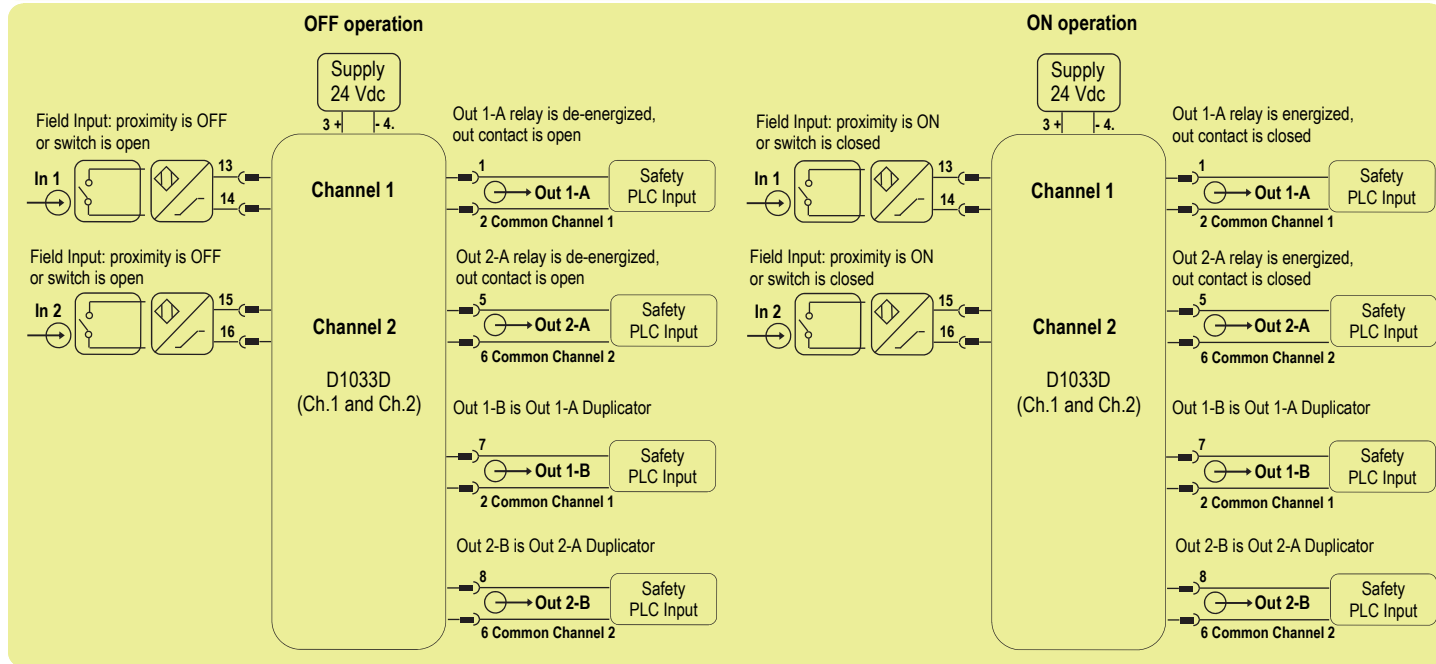 OFF operation
Supply
24 Vdc
3 +
- 4.
Field Input: proximity is OFF
or switch is open
In 1
13
14
Channel 1
Out 1-A relay is de-energized,
out contact is open
1
Out 1-A
2 Common Channel 1
Safety
PLC Input
Field Input: proximity is OFF
or switch is open
In 2
15
16
Channel 2
D1033D
(Ch.1 and Ch.2)
Out 2-A relay is de-energized,
out contact is open
5
Out 2-A
6 Common Channel 2
Safety
PLC Input
Out 1-B is Out 1-A Duplicator
7
Out 1-B
2 Common Channel 1
Safety
PLC Input
Out 2-B is Out 2-A Duplicator
8
Out 2-B
6 Common Channel 2
Safety
PLC Input
ON operation
Supply
24 Vdc
3 +
- 4.
Field Input: proximity is ON
or switch is closed
In 1
13
14
Channel 1
Out 1-A relay is energized,
out contact is closed
1
Out 1-A
2 Common Channel 1
Safety
PLC Input
Field Input: proximity is ON
or switch is closed
In 2
15
16
Channel 2
D1033D
(Ch.1 and Ch.2)
Out 2-A relay is energized,
out contact is closed
5
Out 2-A
6 Common Channel 2
Safety
PLC Input
Out 1-B is Out 1-A Duplicator
7
Out 1-B
2 Common Channel 1
Safety
PLC Input
Out 2-B is Out 2-A Duplicator
8
Out 2-B
6 Common Channel 2
Safety
PLC Input